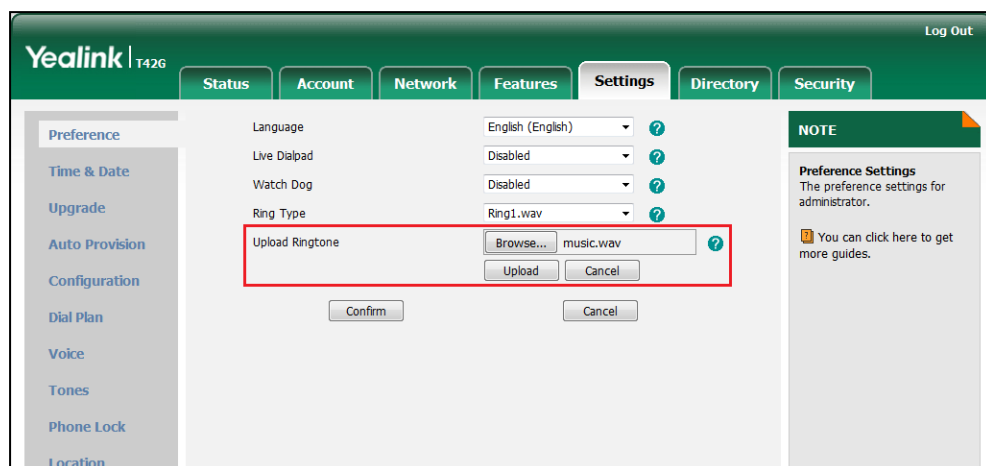 Log Out
Yealink T42G
Status Account Network Features Settings Directory Security
Preference
Time & Date
Upgrade
Auto Provision
Configuration
Dial Plan
Voice
Tones
Phone Lock
Location
Language English (English) ?
Live Dialpad Disabled ?
Watch Dog Disabled ?
Ring Type Ring1.wav ?
Upload Ringtone Browse... music.wav ?
Upload Cancel
Confirm Cancel
NOTE
Preference Settings
The preference settings for
administrator.
? You can click here to get
more guides.